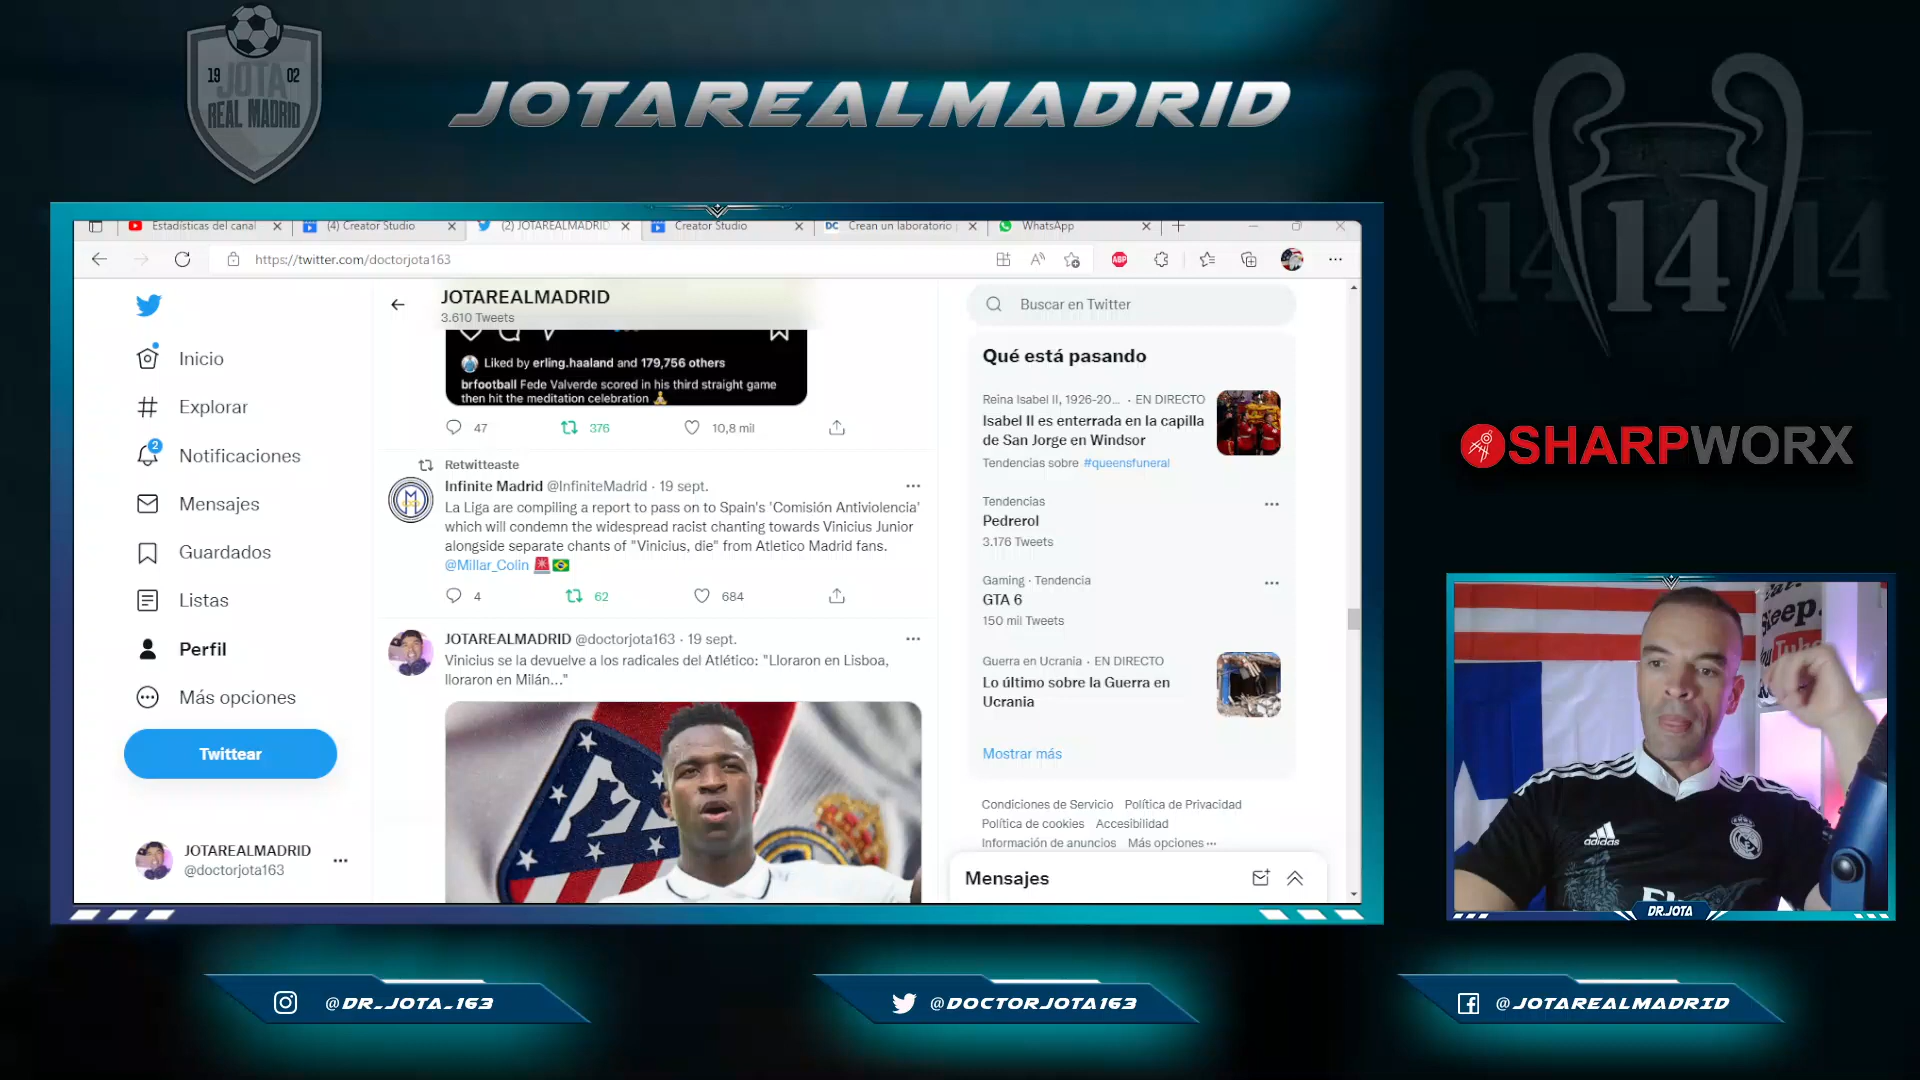 19 02
JOTA
REAL MADRID
JOTAREALMADRID
14 14 14
Estadísticas del canal
(4) Creator Studio
(2) JOTAREALMADRID
Creator Studio
DC Crean un laboratorio
WhatsApp
https://twitter.com/doctorjota163
ABP
Inicio
Explorar
2
Notificaciones
Mensajes
Guardados
Listas
Perfil
Más opciones
Twittear
JOTAREALMADRID
@doctorjota163
JOTAREALMADRID
3.610 Tweets
Liked by erling.haaland and 179,756 others
brfootball Fede Valverde scored in his third straight game
then hit the meditation celebration 🧘
47 376 10,8 mil
Retwitteaste
Infinite Madrid @InfiniteMadrid · 19 sept.
La Liga are compiling a report to pass on to Spain's 'Comisión Antiviolencia'
which will condemn the widespread racist chanting towards Vinicius Junior
alongside separate chants of "Vinicius, die" from Atletico Madrid fans.
@Millar_Colin 🚨🇧🇷
4 62 684
JOTAREALMADRID @doctorjota163 · 19 sept.
Vinicius se la devuelve a los radicales del Atlético: "Lloraron en Lisboa,
lloraron en Milán..."
Buscar en Twitter
Qué está pasando
Reina Isabel II, 1926-20... · EN DIRECTO
Isabel II es enterrada en la capilla
de San Jorge en Windsor
Tendencias sobre #queensfuneral
Tendencias
Pedrerol
3.176 Tweets
Gaming · Tendencia
GTA 6
150 mil Tweets
Guerra en Ucrania · EN DIRECTO
Lo último sobre la Guerra en
Ucrania
Mostrar más
Condiciones de Servicio Política de Privacidad
Política de cookies Accesibilidad
Información de anuncios Más opciones ···
Mensajes
SHARPWORX
adidas
DR.JOTA
@DR_JOTA_163
@DOCTORJOTA163
@JOTAREALMADRID